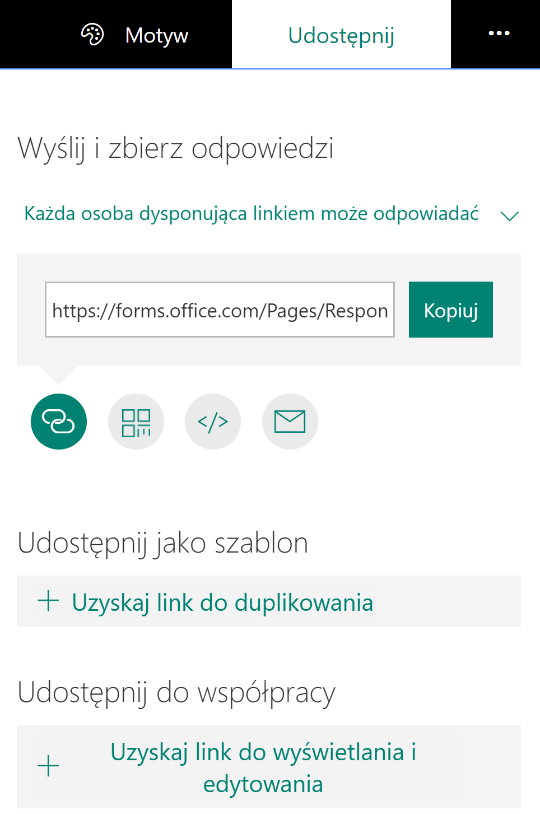 Motyw
Udostępnij
Wyślij i zbierz odpowiedzi
Każda osoba dysponująca linkiem może odpowiadać
https://forms.office.com/Pages/Respon
Kopiuj
</>
Udostępnij jako szablon
+ Uzyskaj link do duplikowania
Udostępnij do współpracy
+ Uzyskaj link do wyświetlania i
edytowania